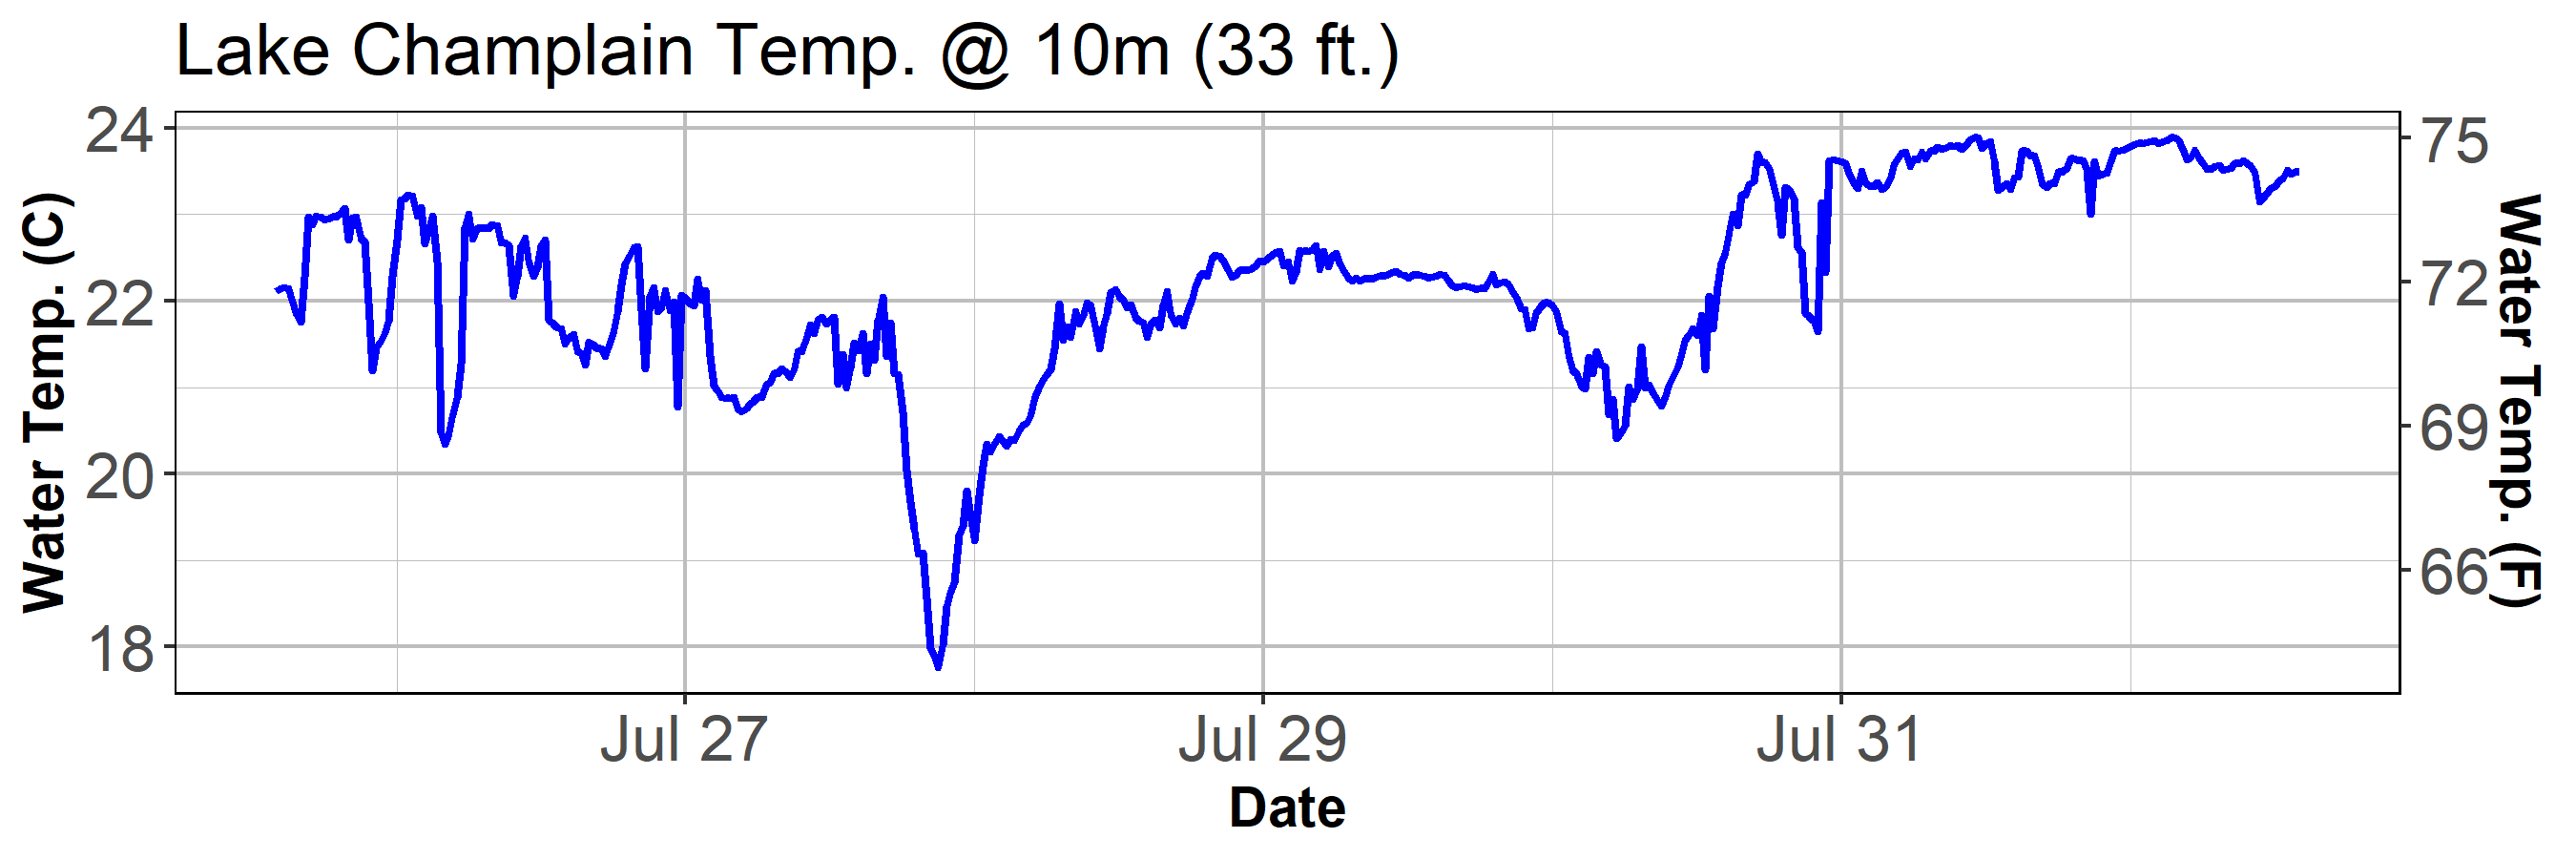 Lake Champlain Temp. @ 10m (33 ft.)
Water Temp. (C)
24
22
20
18
75
72
69
66
Water Temp. (F)
Jul 27
Jul 29
Jul 31
Date